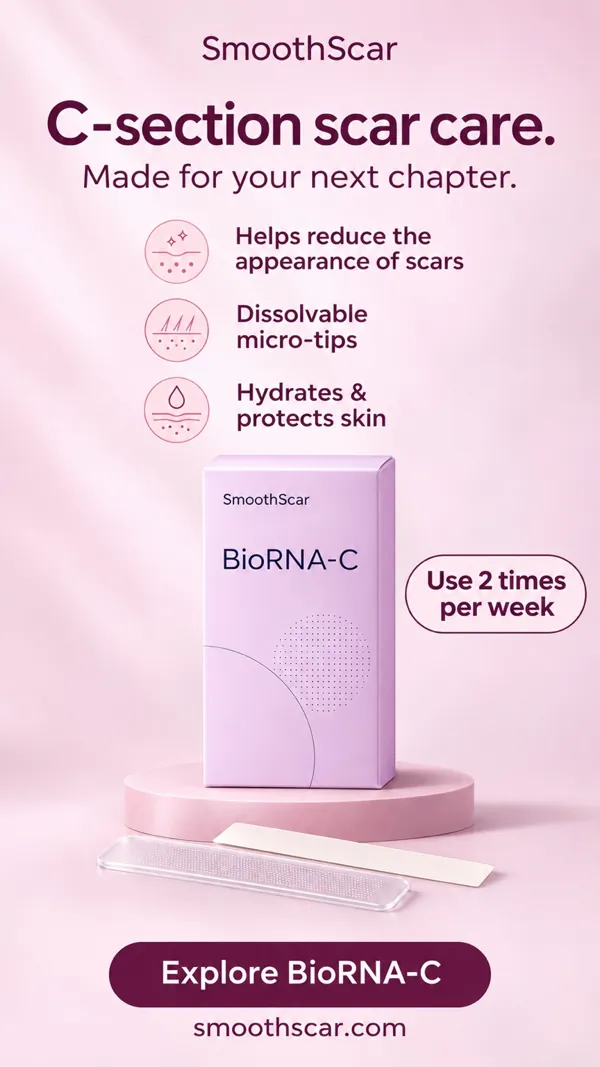 SmoothScar
C-section scar care.
Made for your next chapter.
Helps reduce the
appearance of scars
Dissolvable
micro-tips
Hydrates &
protects skin
SmoothScar
BioRNA-C
Use 2 times
per week
Explore BioRNA-C
smoothscar.com